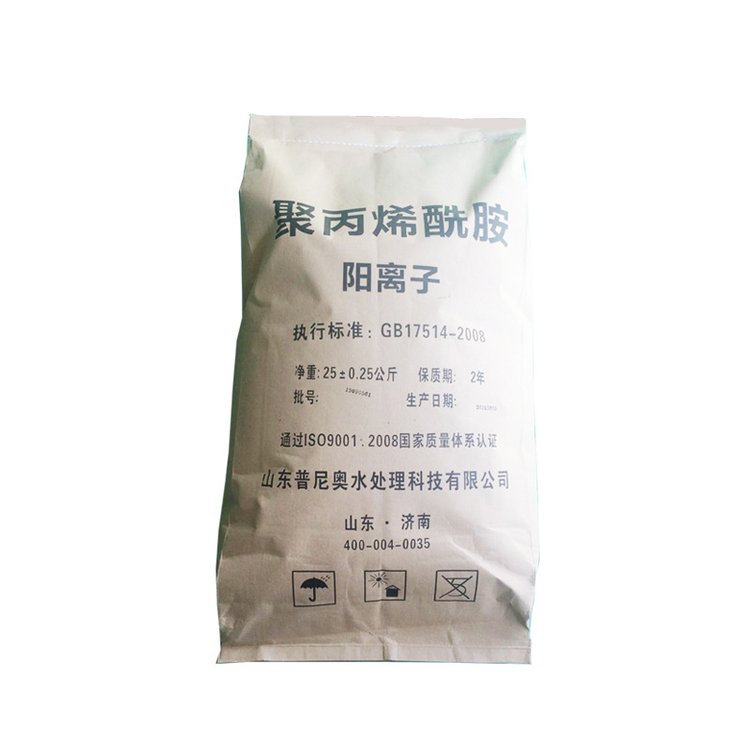 聚丙烯酰胺
阳离子
执行标准：GB17514-2008
净重：25±0.25公斤 保质期：2年
批号： 生产日期：
通过ISO9001：2008国家质量体系认证
山东普尼奥水处理科技有限公司
山东·济南
400-004-0035